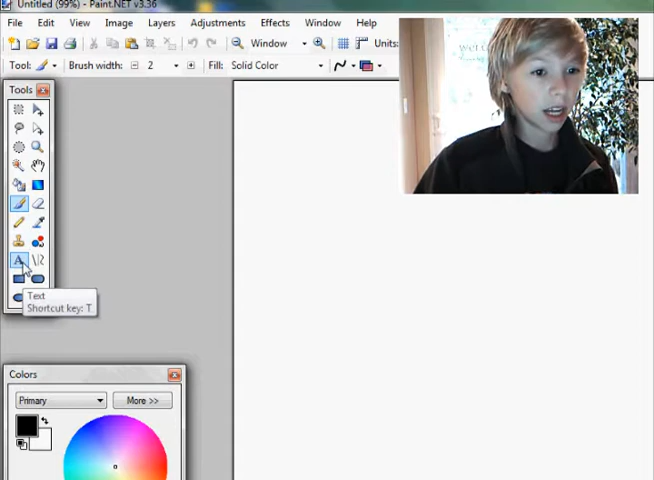 Untitled (99%) - Paint.NET v3.36
File Edit View Image Layers Adjustments Effects Window Help
Window Units:
Tool: Brush width: 2 Fill: Solid Color
Tools
A
Text
Shortcut key: T
Colors
Primary More >>